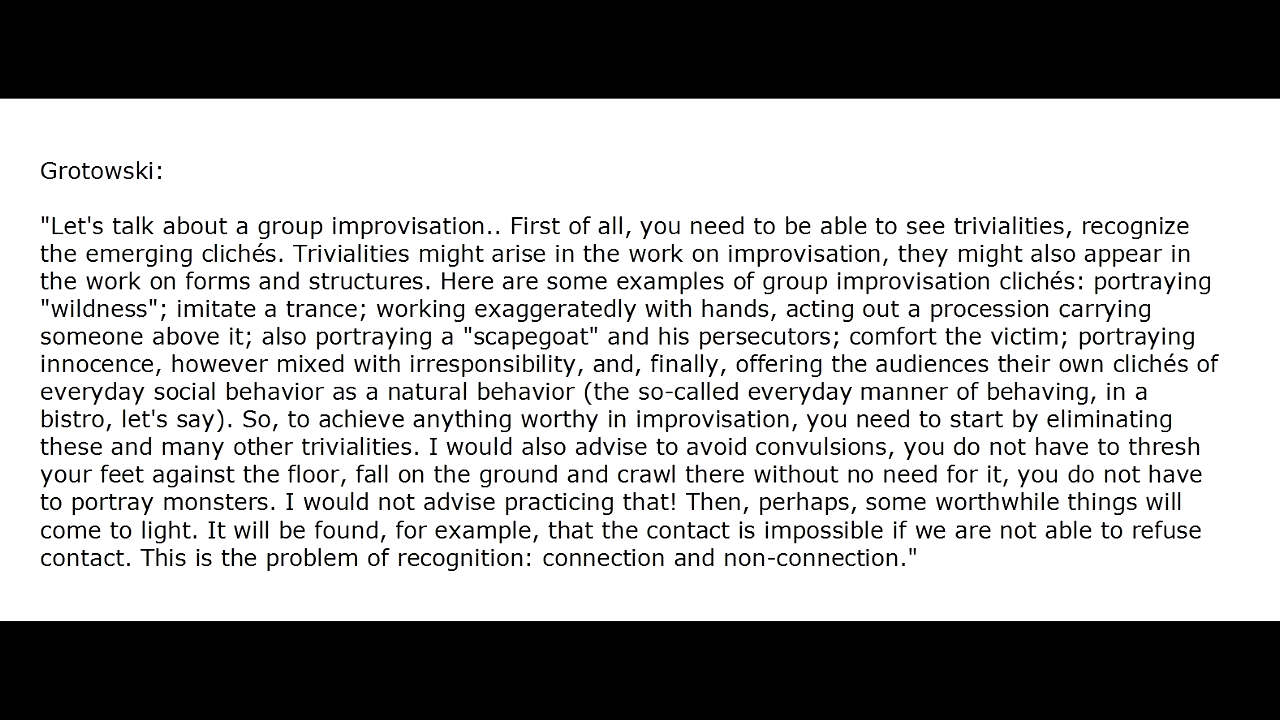 Grotowski:
"Let's talk about a group improvisation.. First of all, you need to be able to see trivialities, recognize
the emerging clichés. Trivialities might arise in the work on improvisation, they might also appear in
the work on forms and structures. Here are some examples of group improvisation clichés: portraying
"wildness"; imitate a trance; working exaggeratedly with hands, acting out a procession carrying
someone above it; also portraying a "scapegoat" and his persecutors; comfort the victim; portraying
innocence, however mixed with irresponsibility, and, finally, offering the audiences their own clichés of
everyday social behavior as a natural behavior (the so-called everyday manner of behaving, in a
bistro, let's say). So, to achieve anything worthy in improvisation, you need to start by eliminating
these and many other trivialities. I would also advise to avoid convulsions, you do not have to thresh
your feet against the floor, fall on the ground and crawl there without no need for it, you do not have
to portray monsters. I would not advise practicing that! Then, perhaps, some worthwhile things will
come to light. It will be found, for example, that the contact is impossible if we are not able to refuse
contact. This is the problem of recognition: connection and non-connection."